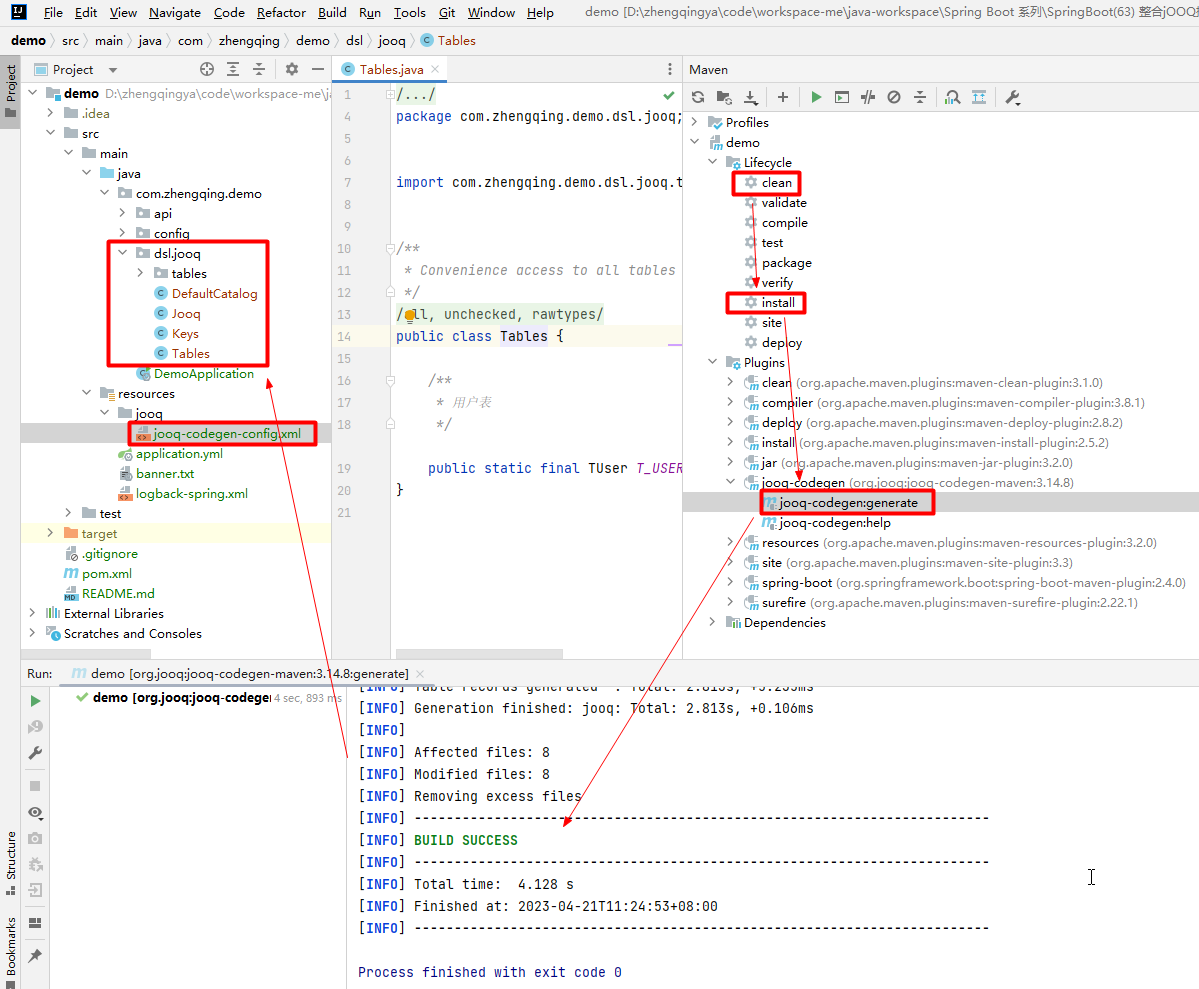 File Edit View Navigate Code Refactor Build Run Tools Git Window Help demo [D:\zhengqingya\code\workspace-me\java-workspace\Spring Boot 系列\SpringBoot(63) 整合jOOQ
demo src main java com zhengqing demo dsl jooq Tables
Project
Project
demo D:\zhengqingya\code\workspace-me\ja
.idea
src
main
java
com.zhengqing.demo
api
config
dsl.jooq
tables
DefaultCatalog
Jooq
Keys
Tables
DemoApplication
resources
jooq
jooq-codegen-config.xml
application.yml
banner.txt
logback-spring.xml
test
target
.gitignore
pom.xml
README.md
External Libraries
Scratches and Consoles
Tables.java
1 /.../
4 package com.zhengqing.demo.dsl.jooq;
5
6
7 import com.zhengqing.demo.dsl.jooq.t
8
9
10 /**
11 * Convenience access to all tables
12 */
13 /all, unchecked, rawtypes/
14 public class Tables {
15
16 /**
17 * 用户表
18 */
19 public static final TUser T_USER
20 }
21
Maven
Profiles
demo
Lifecycle
clean
validate
compile
test
package
verify
install
site
deploy
Plugins
clean (org.apache.maven.plugins:maven-clean-plugin:3.1.0)
compiler (org.apache.maven.plugins:maven-compiler-plugin:3.8.1)
deploy (org.apache.maven.plugins:maven-deploy-plugin:2.8.2)
install (org.apache.maven.plugins:maven-install-plugin:2.5.2)
jar (org.apache.maven.plugins:maven-jar-plugin:3.2.0)
jooq-codegen (org.jooq:jooq-codegen-maven:3.14.8)
jooq-codegen:generate
jooq-codegen:help
resources (org.apache.maven.plugins:maven-resources-plugin:3.2.0)
site (org.apache.maven.plugins:maven-site-plugin:3.3)
spring-boot (org.springframework.boot:spring-boot-maven-plugin:2.4.0)
surefire (org.apache.maven.plugins:maven-surefire-plugin:2.22.1)
Dependencies
Run: demo [org.jooq:jooq-codegen-maven:3.14.8:generate]
demo [org.jooq:jooq-codege 4 sec, 893 ms
[INFO] Table records generated : Total: 2.813s, +3.235ms
[INFO] Generation finished: jooq: Total: 2.813s, +0.106ms
[INFO]
[INFO] Affected files: 8
[INFO] Modified files: 8
[INFO] Removing excess files
[INFO] ------------------------------------------------------------------------
[INFO] BUILD SUCCESS
[INFO] ------------------------------------------------------------------------
[INFO] Total time: 4.128 s
[INFO] Finished at: 2023-04-21T11:24:53+08:00
[INFO] ------------------------------------------------------------------------
Process finished with exit code 0
Structure
Bookmarks